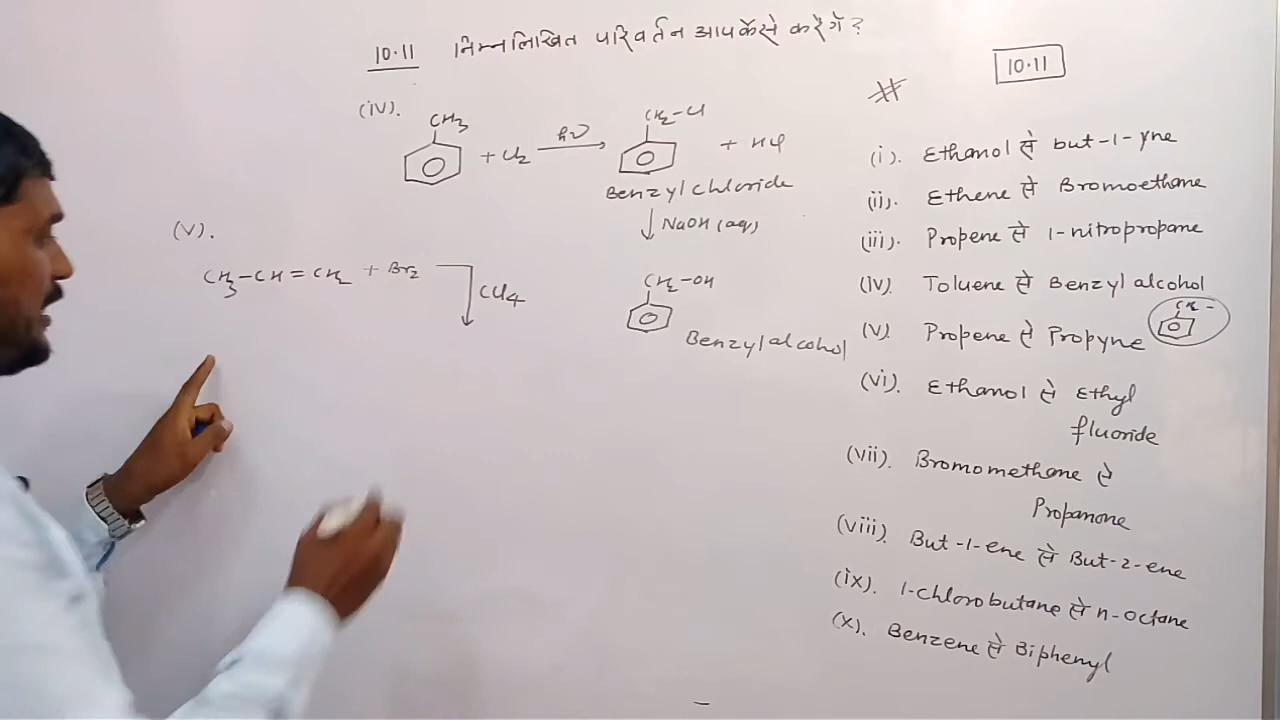 10.11 निम्नलिखित परिवर्तन आप कैसे करेंगे?
(iv).
CH3
+ Cl2
hν
CH2-Cl
+ HCl
Benzyl chloride
NaOH (aq)
CH2-OH
Benzyl alcohol
(v).
CH3-CH=CH2 + Br2
CCl4
10.11
#
(i). Ethanol से but-1-yne
(ii). Ethene से Bromoethane
(iii). Propene से 1-nitropropane
(iv). Toluene से Benzyl alcohol
CH2-
(v). Propene से Propyne
(vi). Ethanol से Ethyl
fluoride
(vii). Bromomethane से
Propanone
(viii). But-1-ene से But-2-ene
(ix). 1-chlorobutane से n-octane
(x). Benzene से Biphenyl